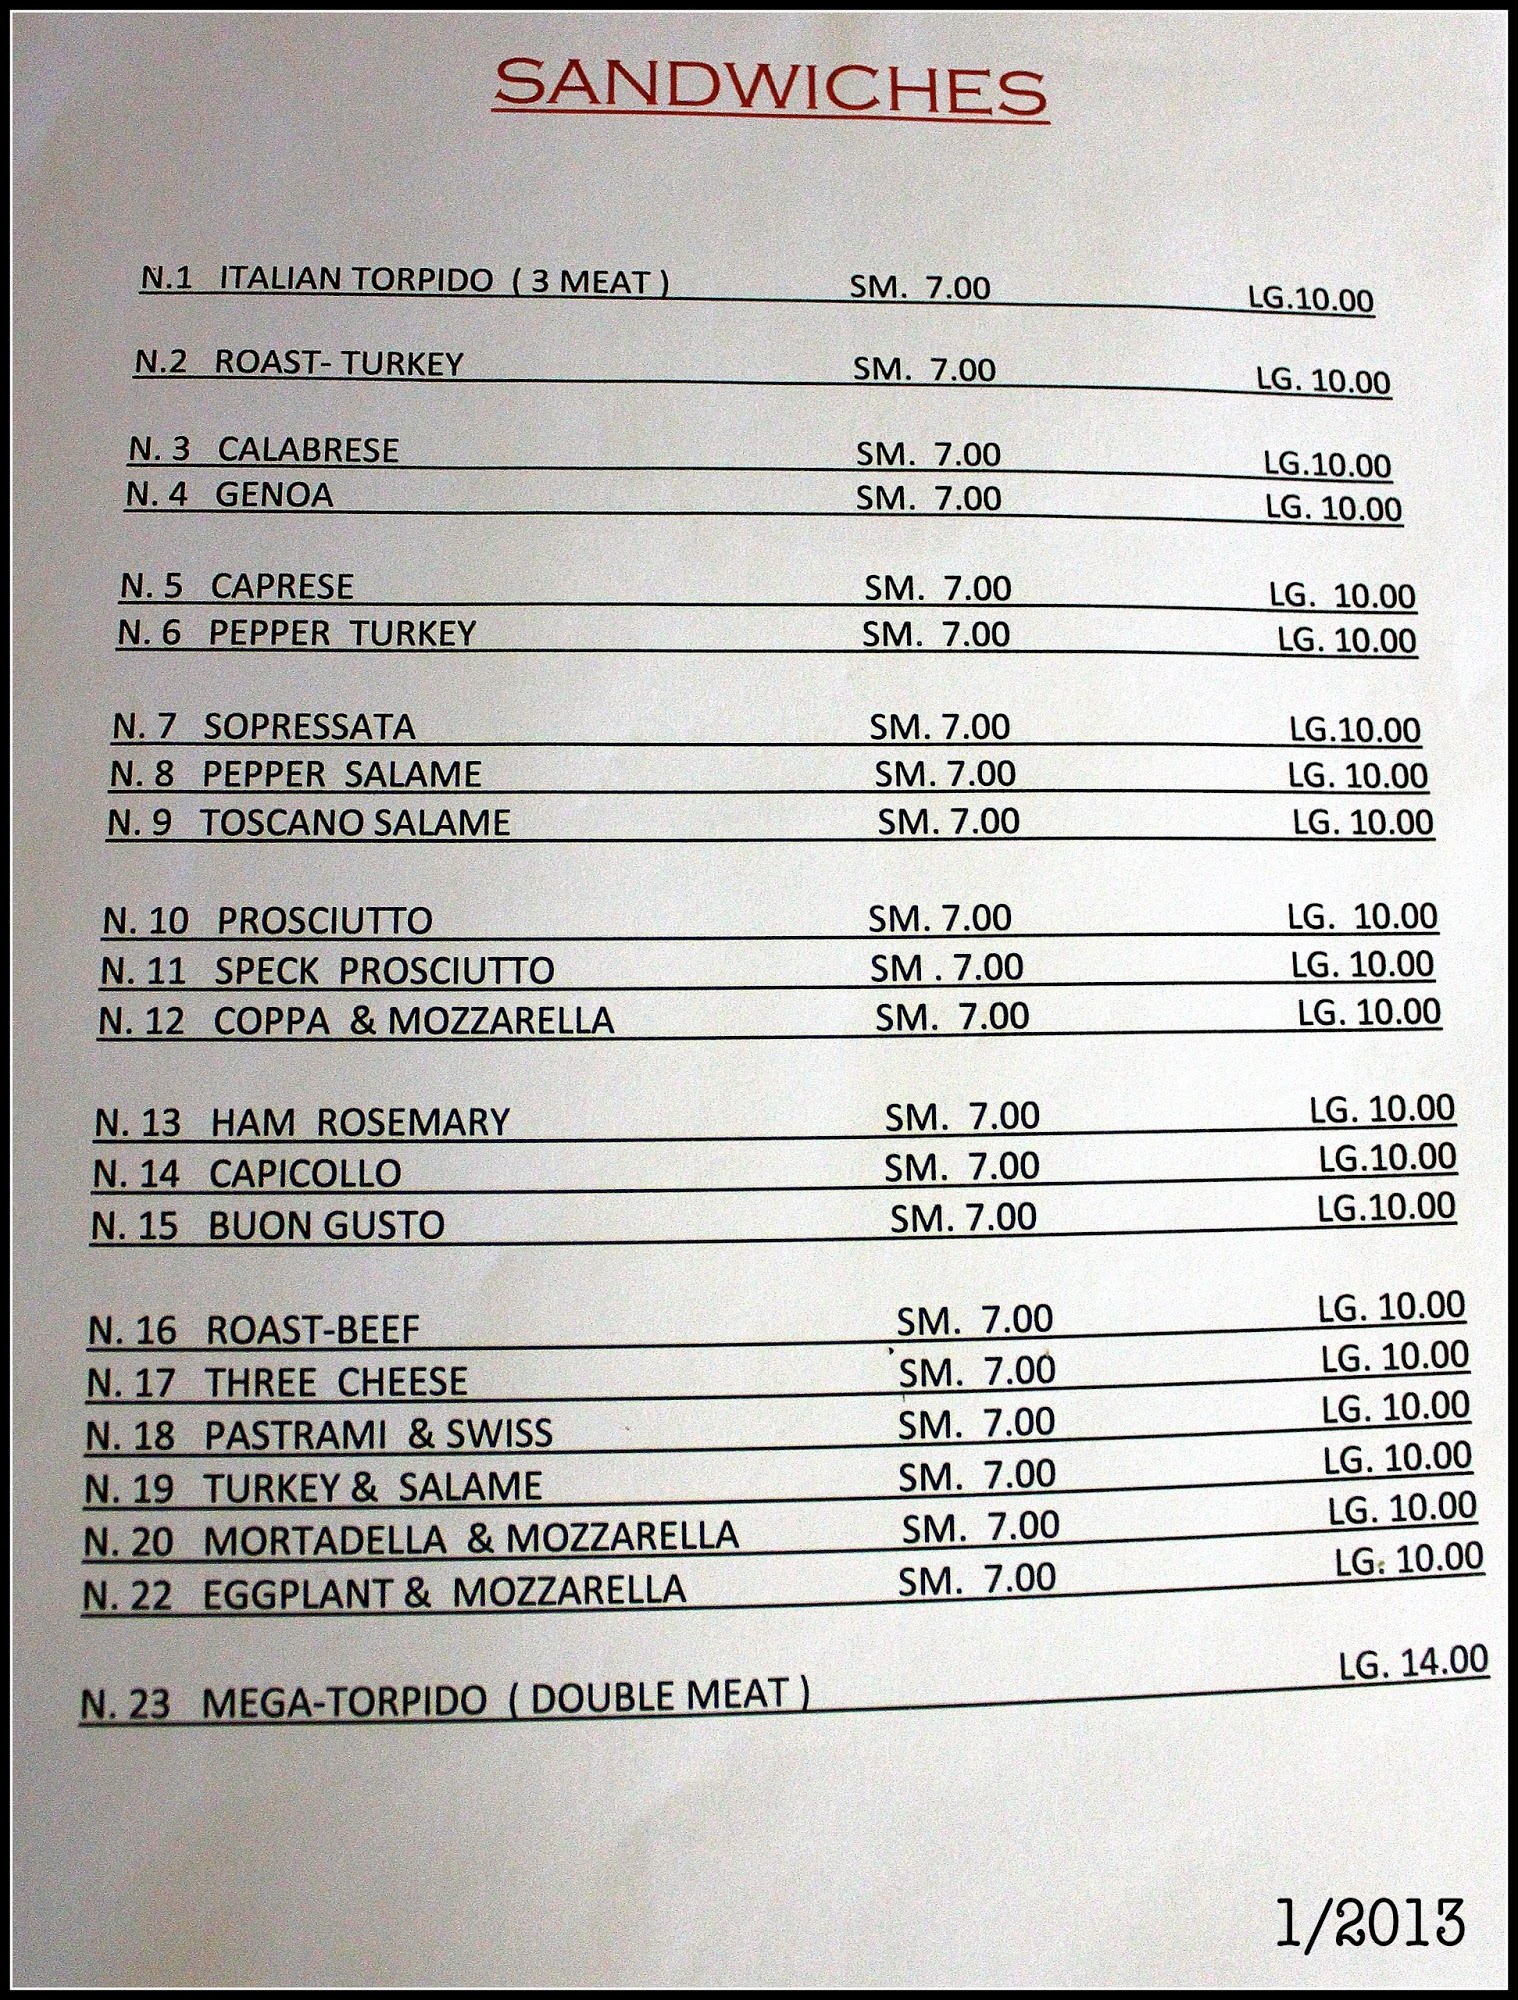 SANDWICHES
N.1 ITALIAN TORPIDO ( 3 MEAT ) SM. 7.00 LG.10.00
N.2 ROAST- TURKEY SM. 7.00 LG. 10.00
N. 3 CALABRESE SM. 7.00 LG.10.00
N. 4 GENOA SM. 7.00 LG. 10.00
N. 5 CAPRESE SM. 7.00 LG. 10.00
N. 6 PEPPER TURKEY SM. 7.00 LG. 10.00
N. 7 SOPRESSATA SM. 7.00 LG.10.00
N. 8 PEPPER SALAME SM. 7.00 LG. 10.00
N. 9 TOSCANO SALAME SM. 7.00 LG. 10.00
N. 10 PROSCIUTTO SM. 7.00 LG. 10.00
N. 11 SPECK PROSCIUTTO SM . 7.00 LG. 10.00
N. 12 COPPA & MOZZARELLA SM. 7.00 LG. 10.00
N. 13 HAM ROSEMARY SM. 7.00 LG. 10.00
N. 14 CAPICOLLO SM. 7.00 LG.10.00
N. 15 BUON GUSTO SM. 7.00 LG.10.00
N. 16 ROAST-BEEF SM. 7.00 LG. 10.00
N. 17 THREE CHEESE SM. 7.00 LG. 10.00
N. 18 PASTRAMI & SWISS SM. 7.00 LG. 10.00
N. 19 TURKEY & SALAME SM. 7.00 LG. 10.00
N. 20 MORTADELLA & MOZZARELLA SM. 7.00 LG. 10.00
N. 22 EGGPLANT & MOZZARELLA SM. 7.00 LG. 10.00
N. 23 MEGA-TORPIDO ( DOUBLE MEAT ) LG. 14.00
1/2013